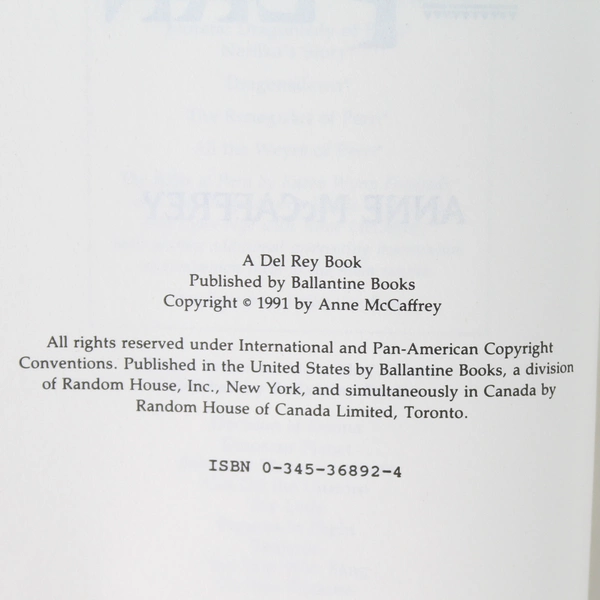 A Del Rey Book
Published by Ballantine Books
Copyright © 1991 by Anne McCaffrey
All rights reserved under International and Pan-American Copyright
Conventions. Published in the United States by Ballantine Books, a division
of Random House, Inc., New York, and simultaneously in Canada by
Random House of Canada Limited, Toronto.
ISBN 0-345-36892-4